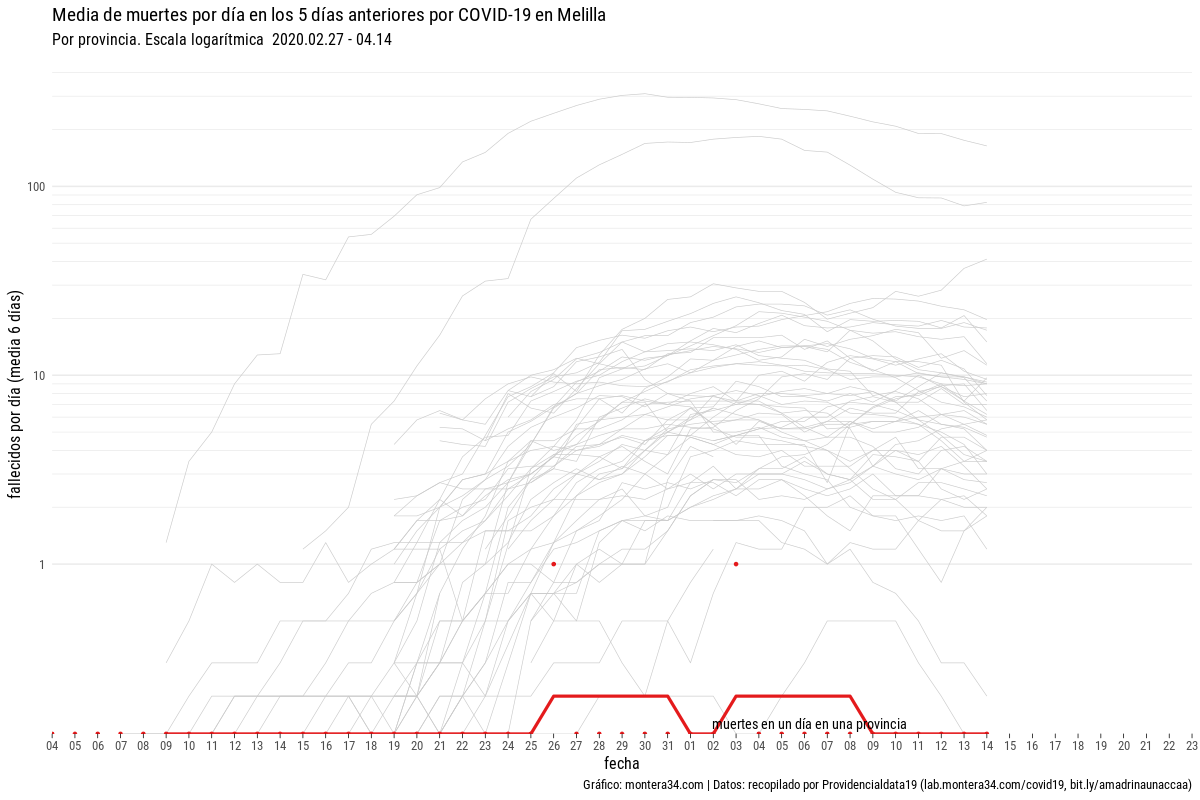 Media de muertes por día en los 5 días anteriores por COVID-19 en Melilla
Por provincia. Escala logarítmica  2020.02.27 - 04.14
fallecidos por día (media 6 días)
100
10
1
muertes en un día en una provincia
04 05 06 07 08 09 10 11 12 13 14 15 16 17 18 19 20 21 22 23 24 25 26 27 28 29 30 31 01 02 03 04 05 06 07 08 09 10 11 12 13 14 15 16 17 18 19 20 21 22 23
fecha
Gráfico: montera34.com | Datos: recopilado por Providencialdata19 (lab.montera34.com/covid19, bit.ly/amadrinaunaccaa)